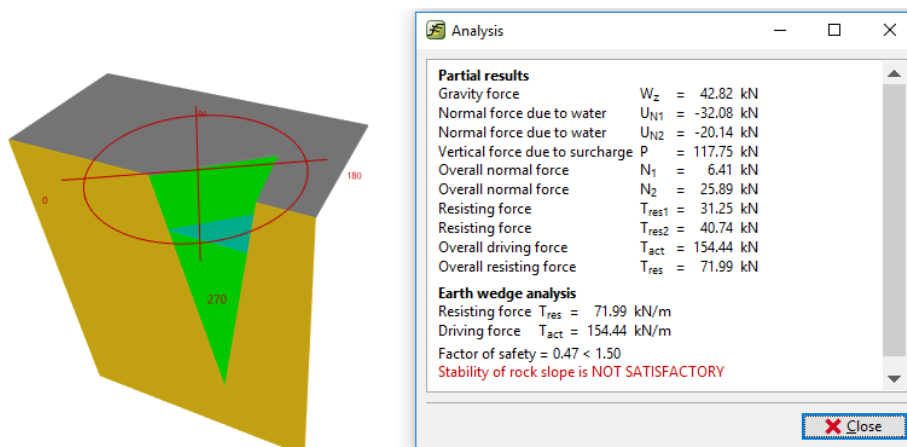 90
0
180
270
Analysis
Partial results
Gravity force W_z = 42.82 kN
Normal force due to water U_N1 = -32.08 kN
Normal force due to water U_N2 = -20.14 kN
Vertical force due to surcharge P = 117.75 kN
Overall normal force N_1 = 6.41 kN
Overall normal force N_2 = 25.89 kN
Resisting force T_res1 = 31.25 kN
Resisting force T_res2 = 40.74 kN
Overall driving force T_act = 154.44 kN
Overall resisting force T_res = 71.99 kN
Earth wedge analysis
Resisting force T_res = 71.99 kN/m
Driving force T_act = 154.44 kN/m
Factor of safety = 0.47 < 1.50
Stability of rock slope is NOT SATISFACTORY
Close